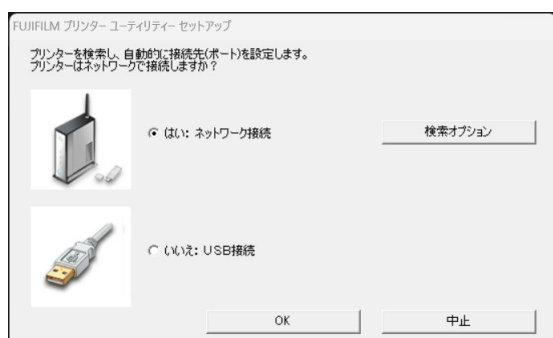 FUJIFILM プリンター ユーティリティー セットアップ
プリンターを検索し、自動的に接続先(ポート)を設定します。
プリンターはネットワークで接続しますか？
はい: ネットワーク接続
検索オプション
いいえ: USB接続
OK
中止